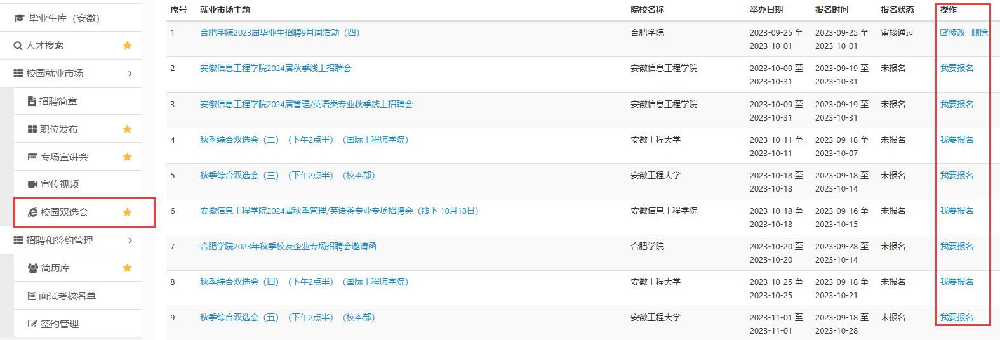 毕业生库（安徽）
人才搜索
校园就业市场
招聘简章
职位发布
专场宣讲会
宣传视频
校园双选会
招聘和签约管理
简历库
面试考核名单
签约管理
序号 就业市场主题 院校名称 举办日期 报名时间 报名状态 操作
1 合肥学院2023届毕业生招聘9月周活动（四） 合肥学院 2023-09-25 至 2023-09-25 至 审核通过 修改 删除
2023-10-01 2023-10-01
2 安徽信息工程学院2024届秋季线上招聘会 安徽信息工程学院 2023-10-09 至 2023-09-19 至 未报名 我要报名
2023-10-31 2023-10-31
3 安徽信息工程学院2024届管理/英语类专业秋季线上招聘会 安徽信息工程学院 2023-10-09 至 2023-09-19 至 未报名 我要报名
2023-10-31 2023-10-31
4 秋季综合双选会（二）（下午2点半）（国际工程师学院） 安徽工程大学 2023-10-11 至 2023-09-18 至 未报名 我要报名
2023-10-11 2023-10-07
5 秋季综合双选会（三）（下午2点半）（校本部） 安徽工程大学 2023-10-18 至 2023-09-18 至 未报名 我要报名
2023-10-18 2023-10-14
6 安徽信息工程学院2024届秋季管理/英语类专业专场招聘会（线下 10月18日） 安徽信息工程学院 2023-10-18 至 2023-09-16 至 未报名 我要报名
2023-10-18 2023-10-15
7 合肥学院2023年秋季校友企业专场招聘会邀请函 合肥学院 2023-10-20 至 2023-09-28 至 未报名 我要报名
2023-10-20 2023-10-14
8 秋季综合双选会（四）（下午2点半）（国际工程师学院） 安徽工程大学 2023-10-25 至 2023-09-18 至 未报名 我要报名
2023-10-25 2023-10-21
9 秋季综合双选会（五）（下午2点半）（校本部） 安徽工程大学 2023-11-01 至 2023-09-18 至 未报名 我要报名
2023-11-01 2023-10-28